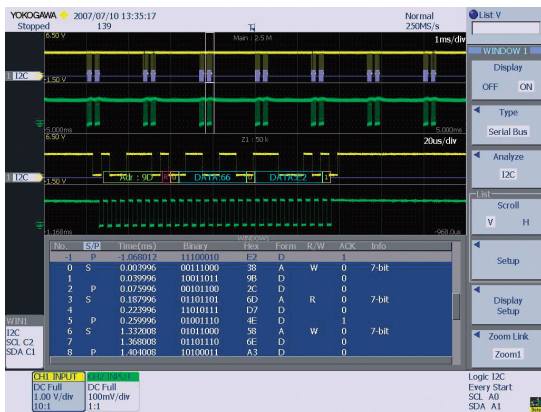 YOKOGAWA 2007/07/10 13:35:17 Normal List V
Stopped 139 250MS/s
6.50 V Main : 2.5 M 1ms/div
WINDOW 1
Display
OFF ON
1 I2C -1.50 V
Type
Serial Bus
-5.000ms 5.000ms
6.50 V Z1 : 50 k 20us/div
Analyze
I2C
1 I2C -1.50 V Adr : 9D R 0 DATA:66 0 DATA:E2 1
List
Scroll
V H
-1.168ms -968.0us
WINDOW1
No. S/P Time(ms) Binary Hex Form R/W ACK Info
-1 P -1.068012 11100010 E2 D 1
0 S 0.003996 00111000 38 A W 0 7-bit
1 0.039996 10011011 9B D 0
2 P 0.075996 00101100 2C D 0
3 S 0.187996 01101101 6D A R 0 7-bit
4 0.223996 11010111 D7 D 0
5 P 0.259996 01001110 4E D 1
6 S 1.332008 01011000 58 A W 0 7-bit
7 1.368008 01101110 6E D 0
8 P 1.404008 10100011 A3 D 0
Setup
Display
Setup
Zoom Link
Zoom1
WIN1
I2C
SCL C2
SDA C1
CH1 INPUT CH2 INPUT
DC Full DC Full
1.00 V/div 100mV/div
10:1 1:1
Logic I2C
Every Start
SCL A0
SDA A1